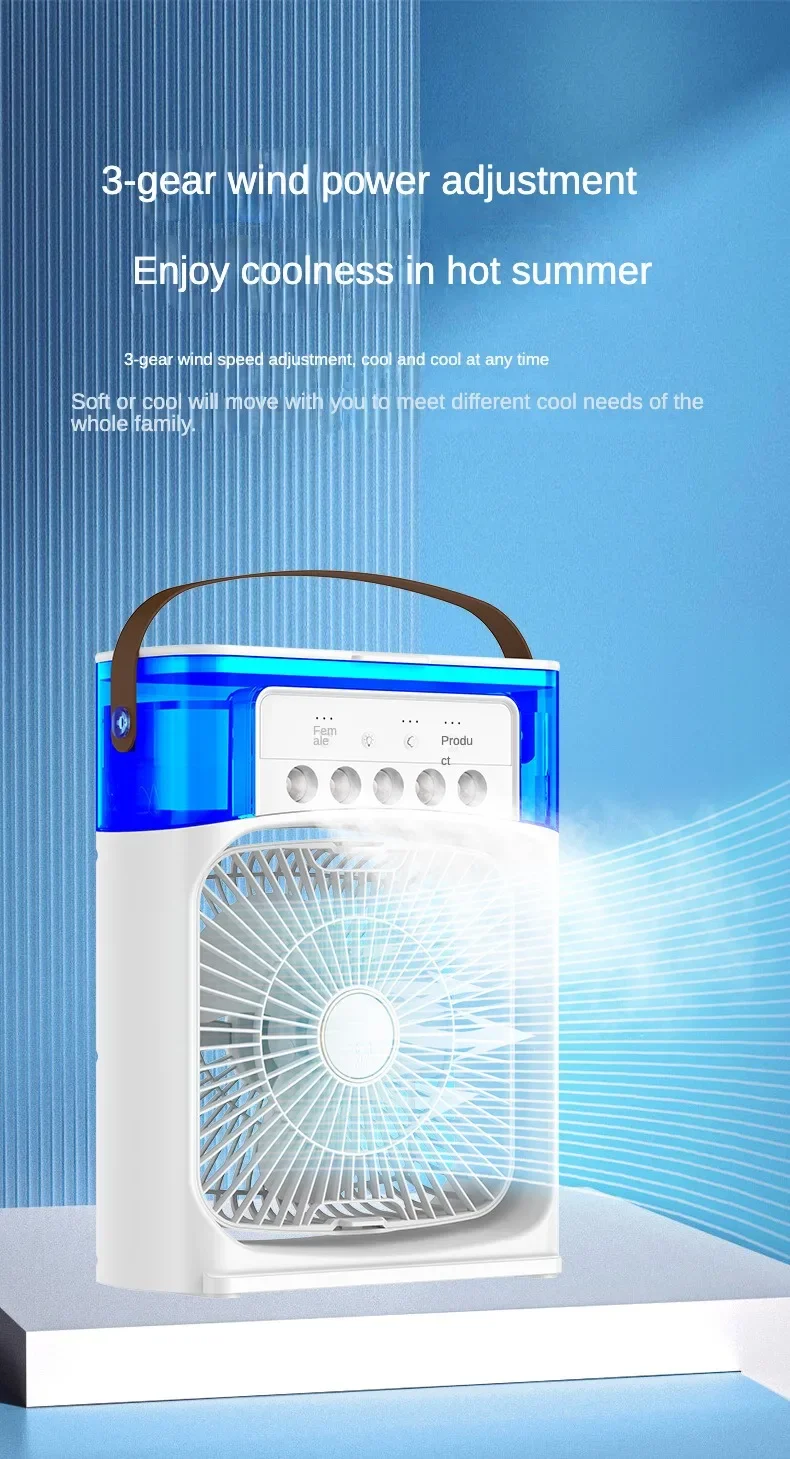 3-gear wind power adjustment
Enjoy coolness in hot summer
3-gear wind speed adjustment, cool and cool at any time
Soft or cool will move with you to meet different cool needs of the
whole family.
Fem
ale
Produ
ct